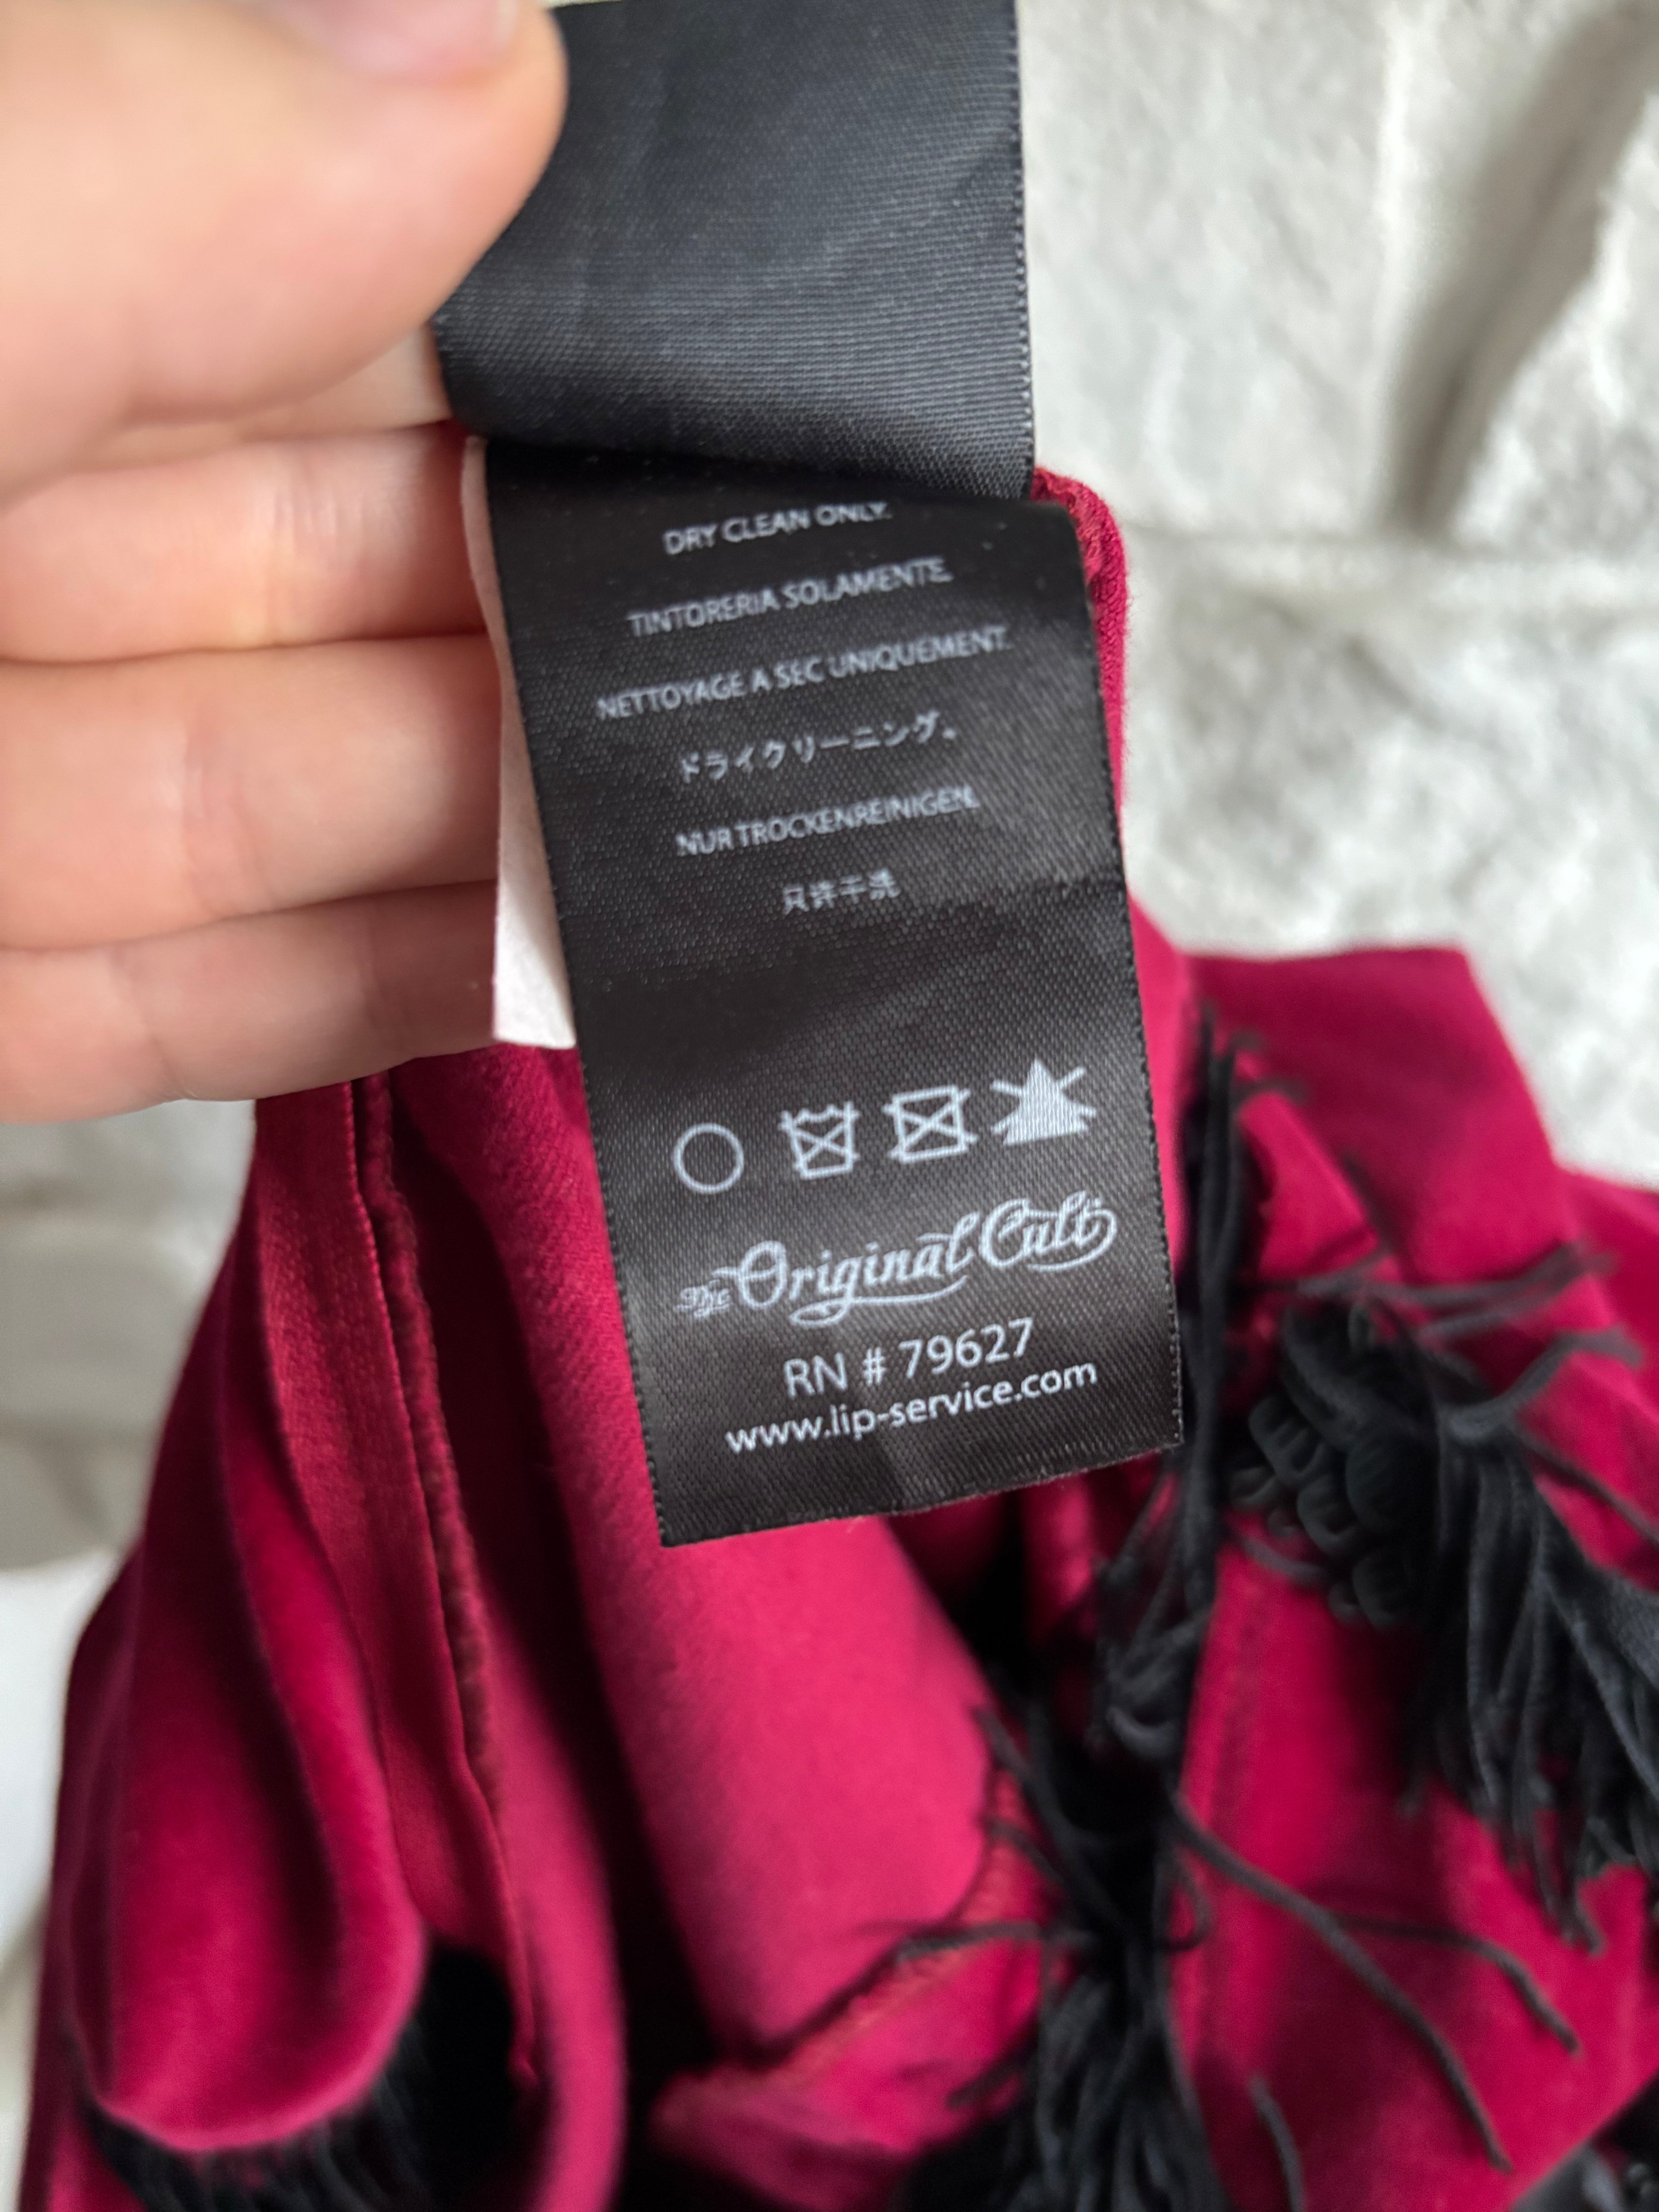 DRY CLEAN ONLY.
TINTORERIA SOLAMENTE.
NETTOYAGE A SEC UNIQUEMENT.
ドライクリーニング。
NUR TROCKENREINIGEN.
只许干洗
The Original Cult
RN # 79627
www.lip-service.com